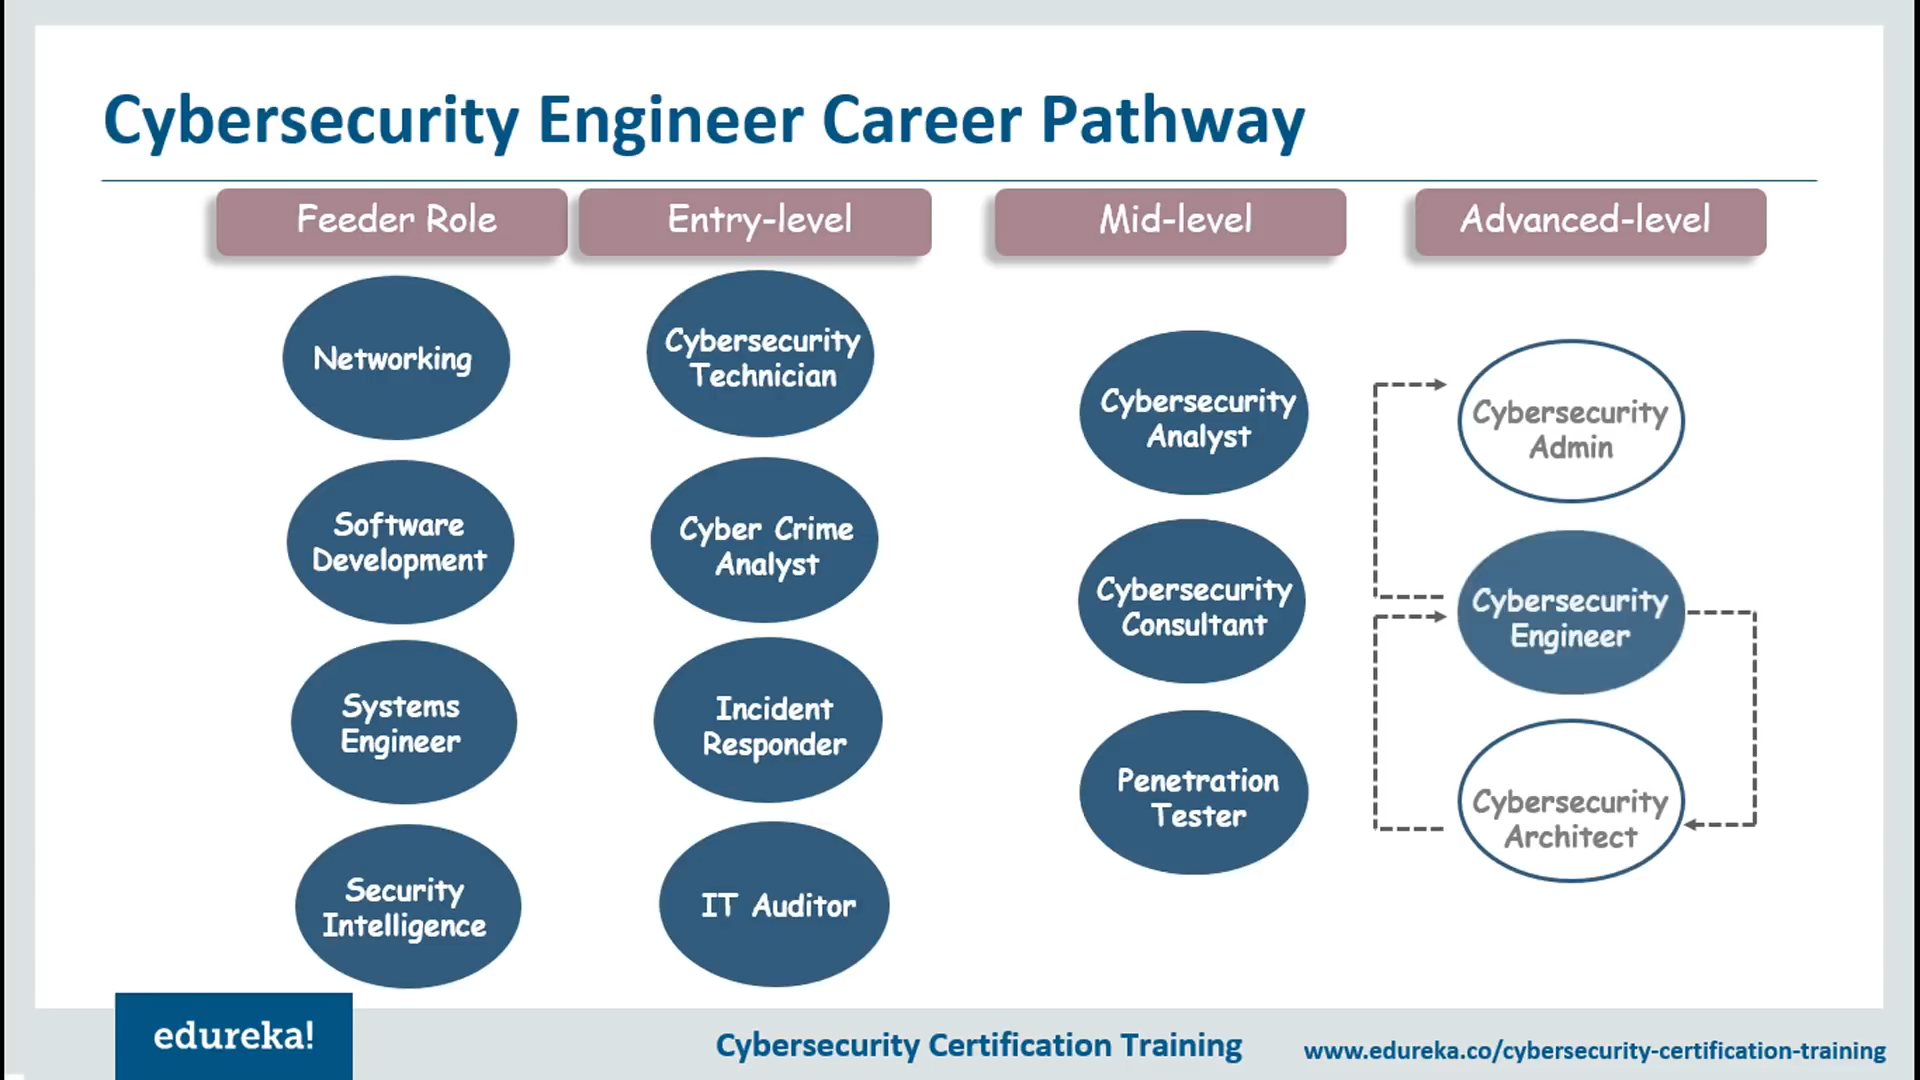 Cybersecurity Engineer Career Pathway
Feeder Role
Entry-level
Mid-level
Advanced-level
Networking
Software
Development
Systems
Engineer
Security
Intelligence
Cybersecurity
Technician
Cyber Crime
Analyst
Incident
Responder
IT Auditor
Cybersecurity
Analyst
Cybersecurity
Consultant
Penetration
Tester
Cybersecurity
Admin
Cybersecurity
Engineer
Cybersecurity
Architect
edureka!
Cybersecurity Certification Training
www.edureka.co/cybersecurity-certification-training